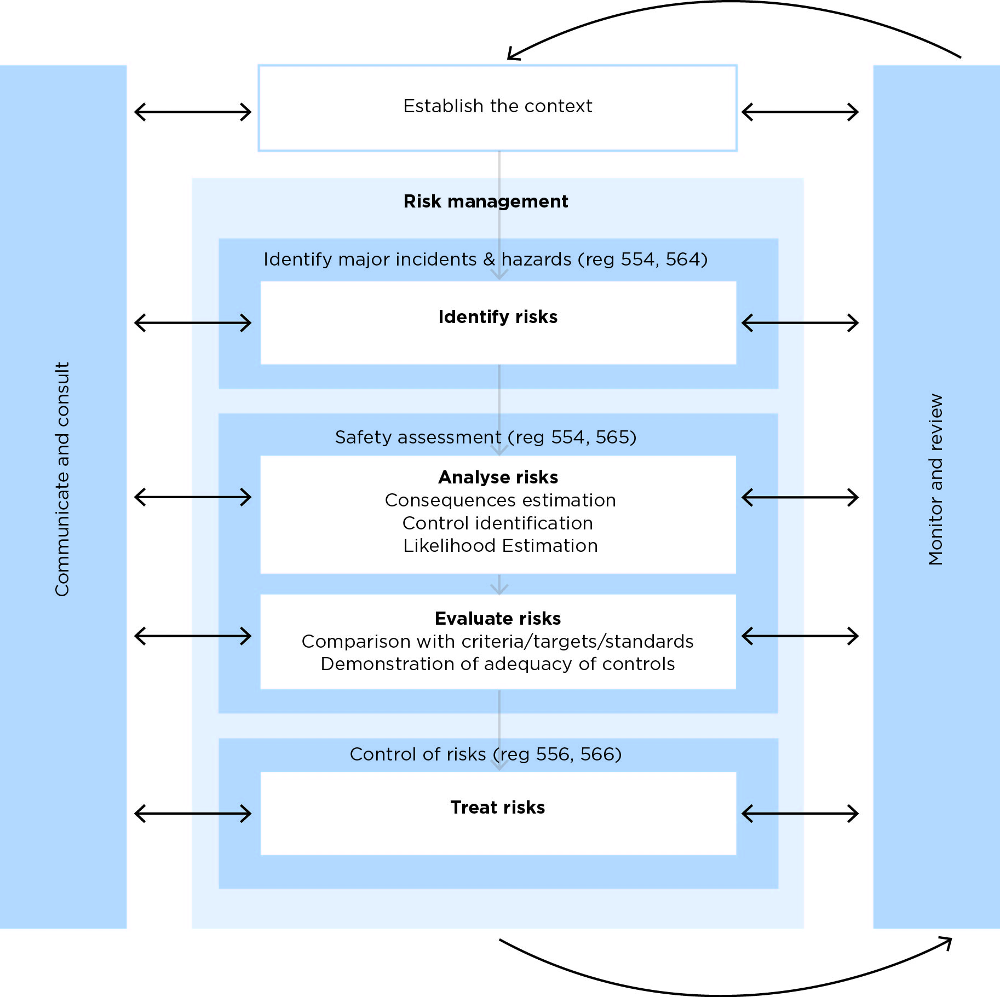 Establish the context
Risk management
Identify major incidents & hazards (reg 554, 564)
Identify risks
Safety assessment (reg 554, 565)
Analyse risks
Consequences estimation
Control identification
Likelihood Estimation
Evaluate risks
Comparison with criteria/targets/standards
Demonstration of adequacy of controls
Control of risks (reg 556, 566)
Treat risks
Communicate and consult
Monitor and review